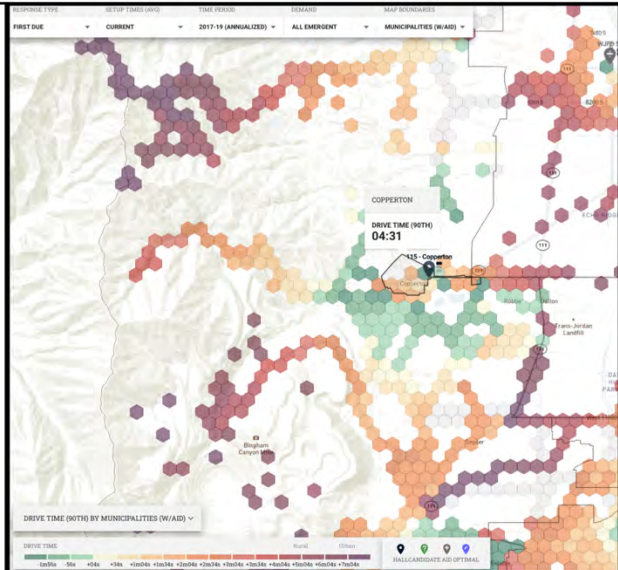 RESPONSE TYPE SETUP TIMES (AVG) TIME PERIOD DEMAND MAP BOUNDARIES
FIRST DUE CURRENT 2017-19 (ANNUALIZED) ALL EMERGENT MUNICIPALITIES (W/AID)
5400 S
111
8200 S
COPPERTON
DRIVE TIME (90TH)
04:31
115 - Copperton
Copperton
Trans-Jordan
Landfill
Bingham
Canyon Mine
DRIVE TIME (90TH) BY MUNICIPALITIES (W/AID)
DRIVE TIME Rural Urban
-1m56s -56s +04s +34s +1m04s +1m34s +2m04s +2m34s +3m04s +3m34s +4m04s +5m04s +6m04s +7m04s
HALL CANDIDATE AID OPTIMAL